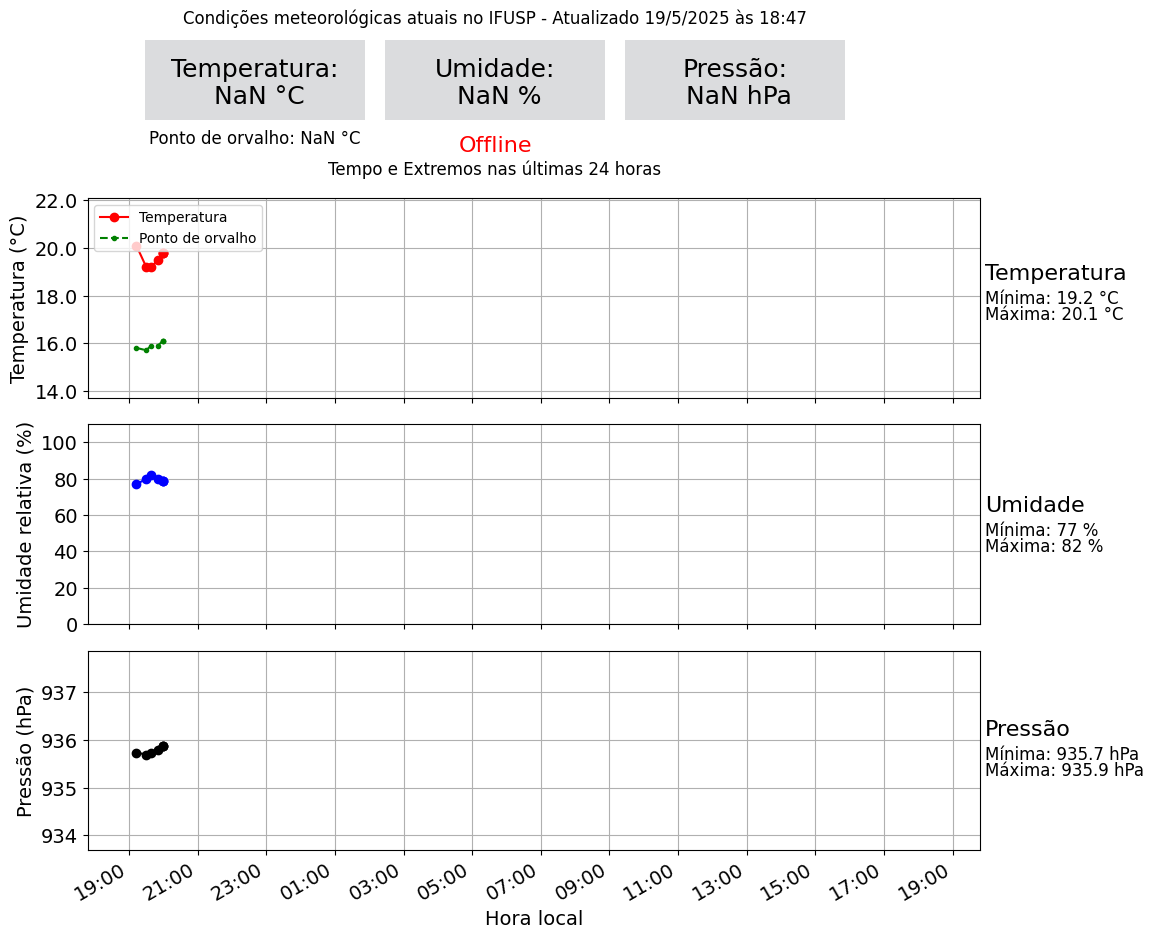 Condições meteorológicas atuais no IFUSP - Atualizado 19/5/2025 às 18:47
Temperatura:
NaN °C
Umidade:
NaN %
Pressão:
NaN hPa
Ponto de orvalho: NaN °C
Offline
Tempo e Extremos nas últimas 24 horas
Temperatura (°C)
22.0
20.0
18.0
16.0
14.0
Temperatura
Ponto de orvalho
Temperatura
Mínima: 19.2 °C
Máxima: 20.1 °C
Umidade relativa (%)
100
80
60
40
20
0
Umidade
Mínima: 77 %
Máxima: 82 %
Pressão (hPa)
937
936
935
934
Pressão
Mínima: 935.7 hPa
Máxima: 935.9 hPa
19:00
21:00
23:00
01:00
03:00
05:00
07:00
09:00
11:00
13:00
15:00
17:00
19:00
Hora local